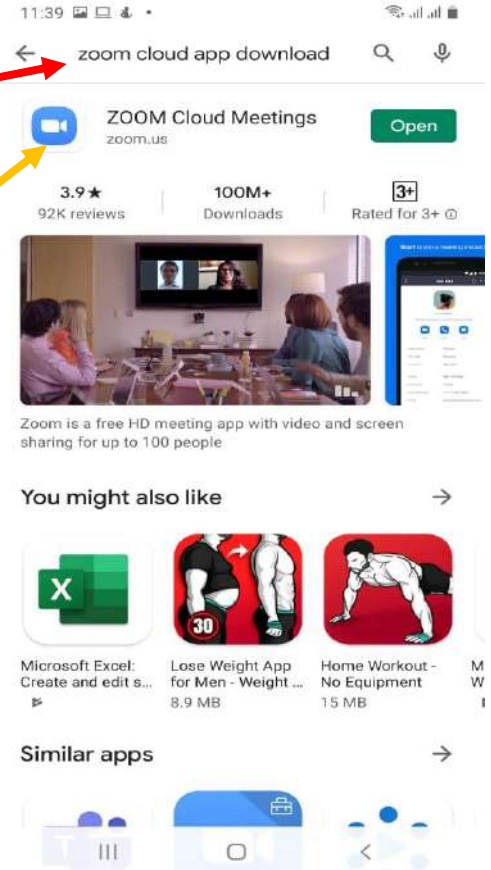 11:39
zoom cloud app download
ZOOM Cloud Meetings
zoom.us
Open
3.9★
92K reviews
100M+
Downloads
3+
Rated for 3+
Zoom is a free HD meeting app with video and screen
sharing for up to 100 people
You might also like
X
30
Microsoft Excel:
Create and edit s...
Lose Weight App
for Men - Weight ...
8.9 MB
Home Workout -
No Equipment
15 MB
M
W
Similar apps
T